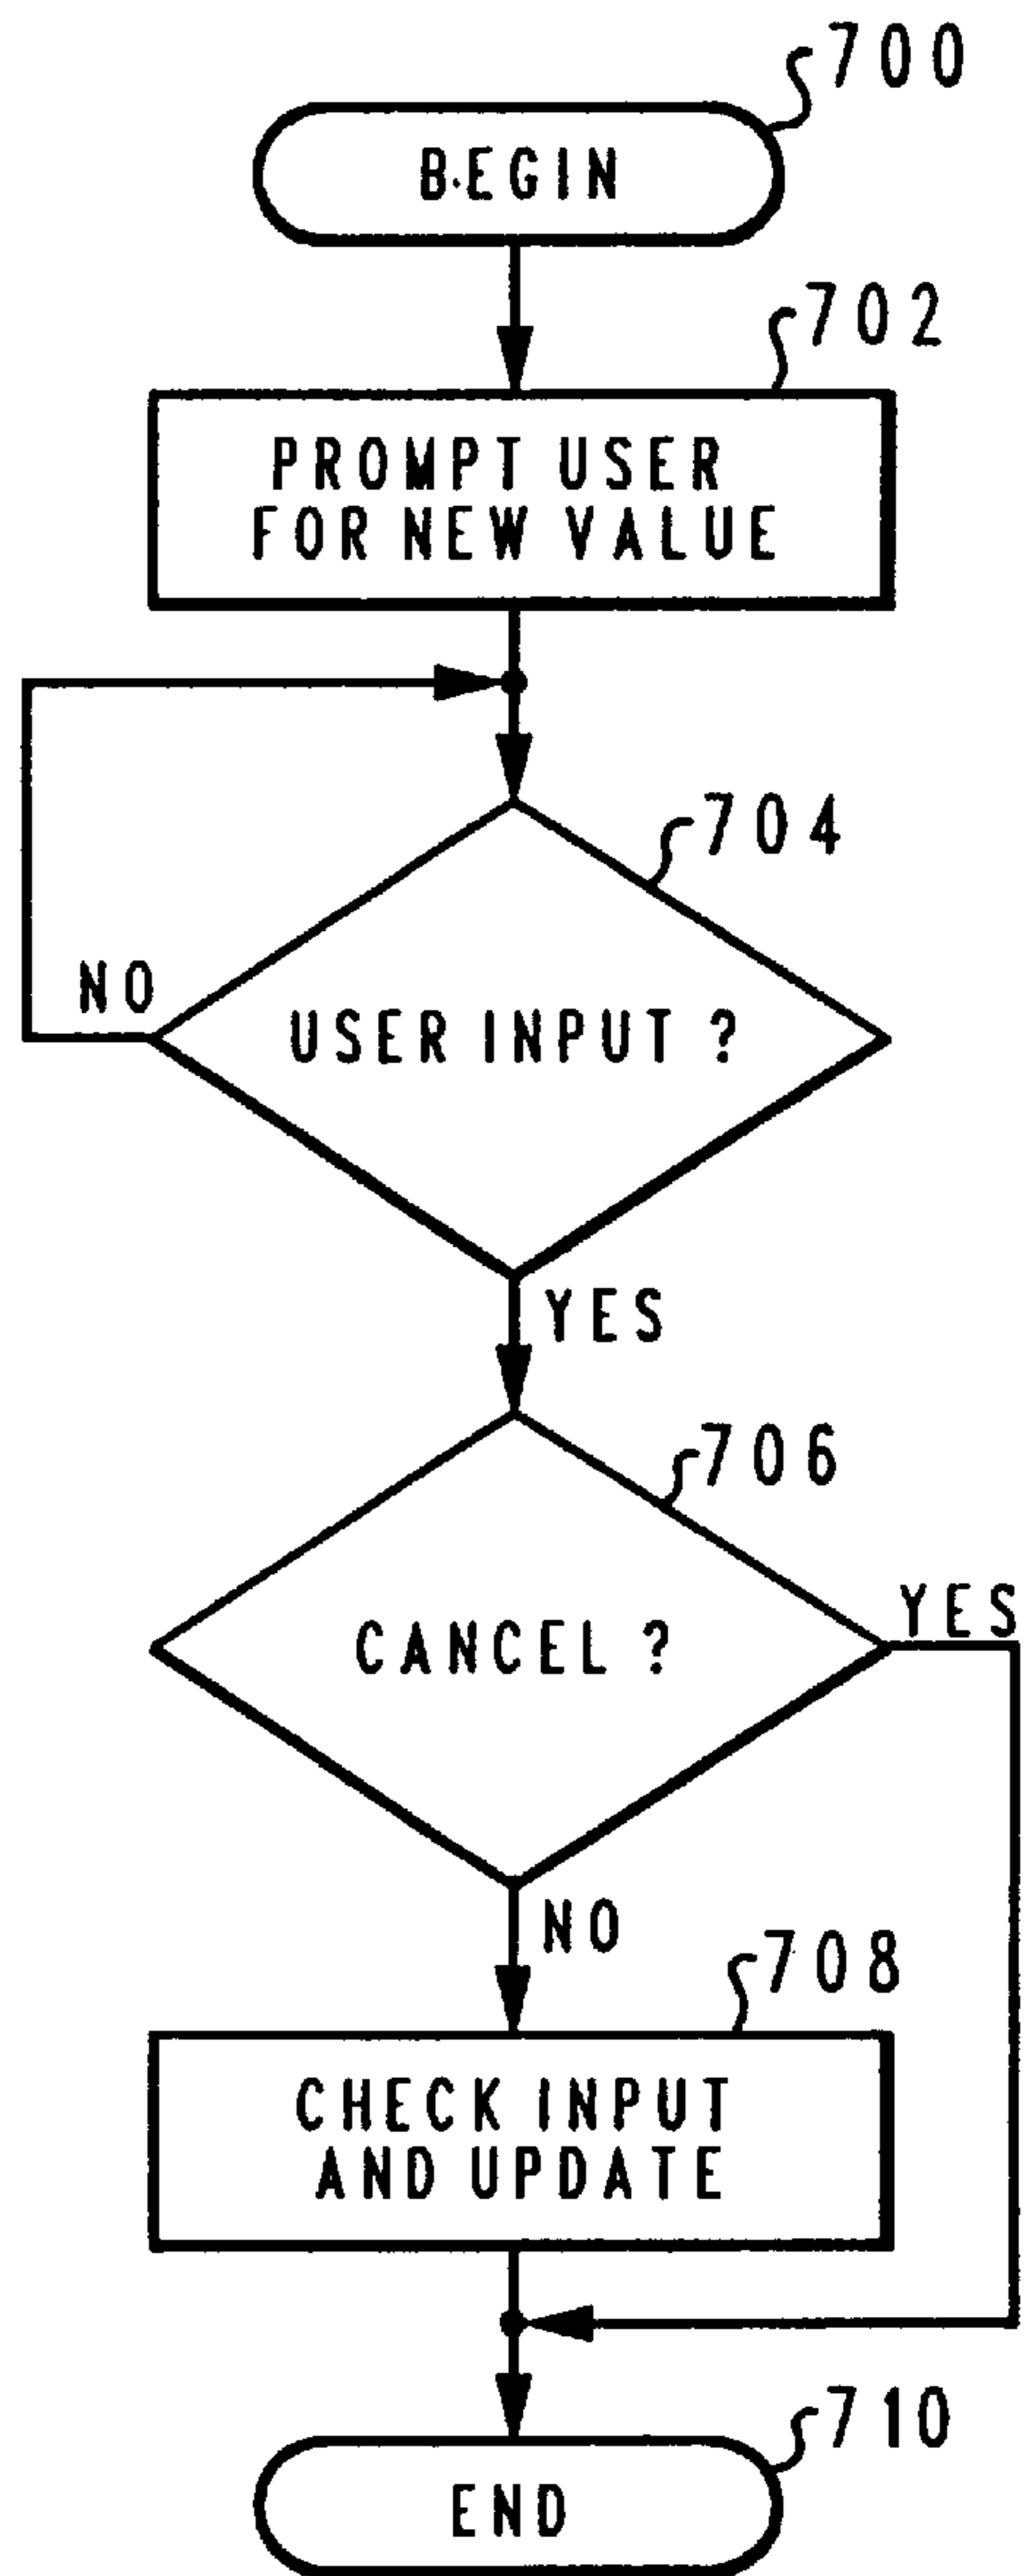 700
BEGIN
702
PROMPT USER
FOR NEW VALUE
704
NO
USER INPUT ?
YES
706
YES
CANCEL ?
NO
708
CHECK INPUT
AND UPDATE
710
END